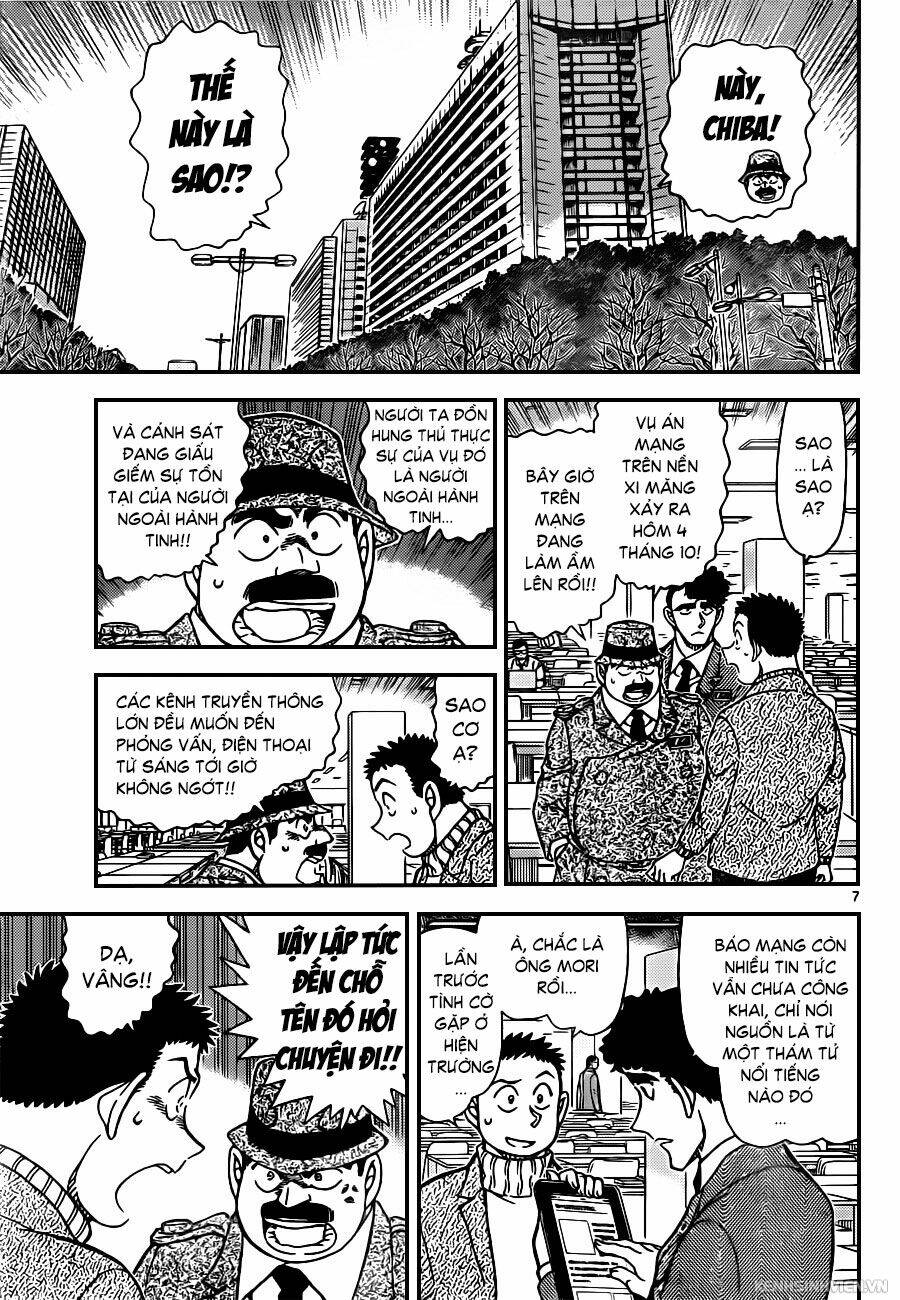 NÀY,
CHIBA!
THẾ
NÀY LÀ
SAO!?
SAO
... LÀ
SAO
Ạ?
VỤ ÁN
MẠNG
TRÊN NỀN
XI MĂNG
XẢY RA
HÔM 4
THÁNG 10!
BÂY GIỜ
TRÊN
MẠNG
ĐANG
LÀM ẦM
LÊN RỒI!!
NGƯỜI TA ĐỒN
HUNG THỦ THỰC
SỰ CỦA VỤ ĐÓ
LÀ NGƯỜI
NGOÀI HÀNH
TINH...
VÀ CẢNH SÁT
ĐANG GIẤU
GIẾM SỰ TỒN
TẠI CỦA NGƯỜI
NGOÀI HÀNH
TINH!!
SAO
CƠ
Ạ?
CÁC KÊNH TRUYỀN THÔNG
LỚN ĐỀU MUỐN ĐẾN
PHỎNG VẤN, ĐIỆN THOẠI
TỪ SÁNG TỚI GIỜ
KHÔNG NGỚT!!
7
BÁO MẠNG CÒN
NHIỀU TIN TỨC
VẪN CHƯA CÔNG
KHAI, CHỈ NÓI
NGUỒN LÀ TỪ
MỘT THÁM TỬ
NỔI TIẾNG
NÀO ĐÓ
...
À, CHẮC LÀ
ÔNG MORI
RỒI...
LẦN
TRƯỚC
TÌNH CỜ
GẶP Ở
HIỆN
TRƯỜNG
...
VẬY LẬP TỨC
ĐẾN CHỖ
TÊN ĐÓ HỎI
CHUYỆN ĐI!!
DẠ,
VÂNG!!